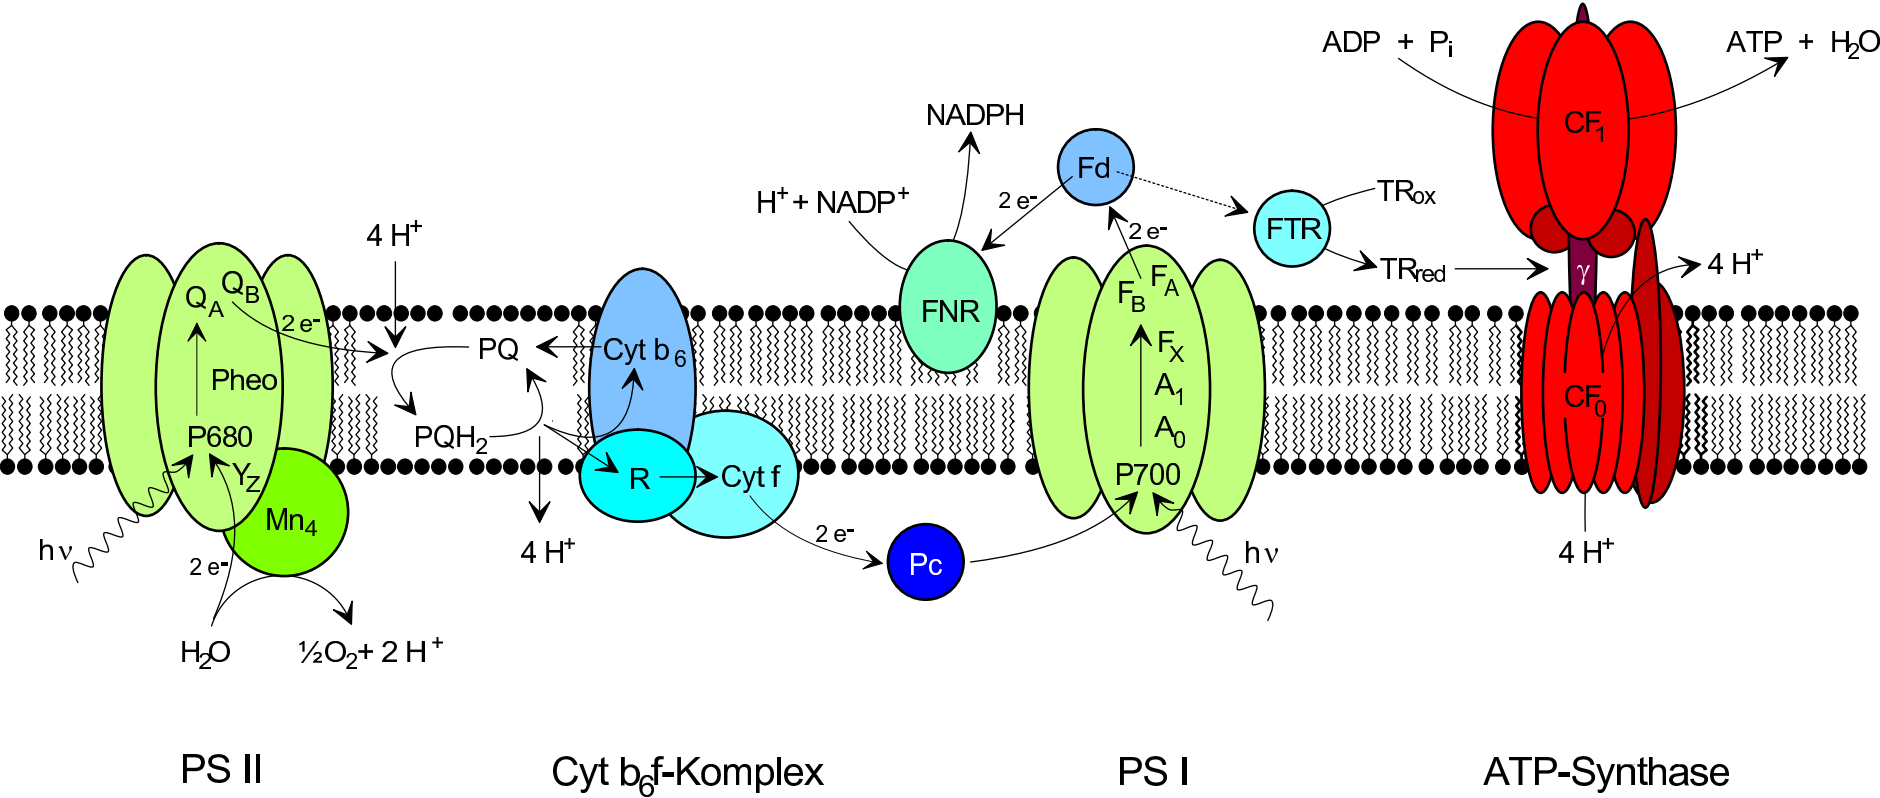 ADP + Pi
ATP + H2O
CF1
NADPH
Fd
H+ + NADP+
2 e-
TRox
FTR
4 H+
2 e-
TRred
γ
4 H+
QA
QB
2 e-
FNR
FB
FA
PQ
Cyt b6
FX
Pheo
A1
CF0
P680
PQH2
A0
YZ
R
Cyt f
P700
Mn4
hν
2 e-
4 H+
2 e-
Pc
hν
4 H+
H2O
½O2+ 2 H+
PS II
Cyt b6f-Komplex
PS I
ATP-Synthase